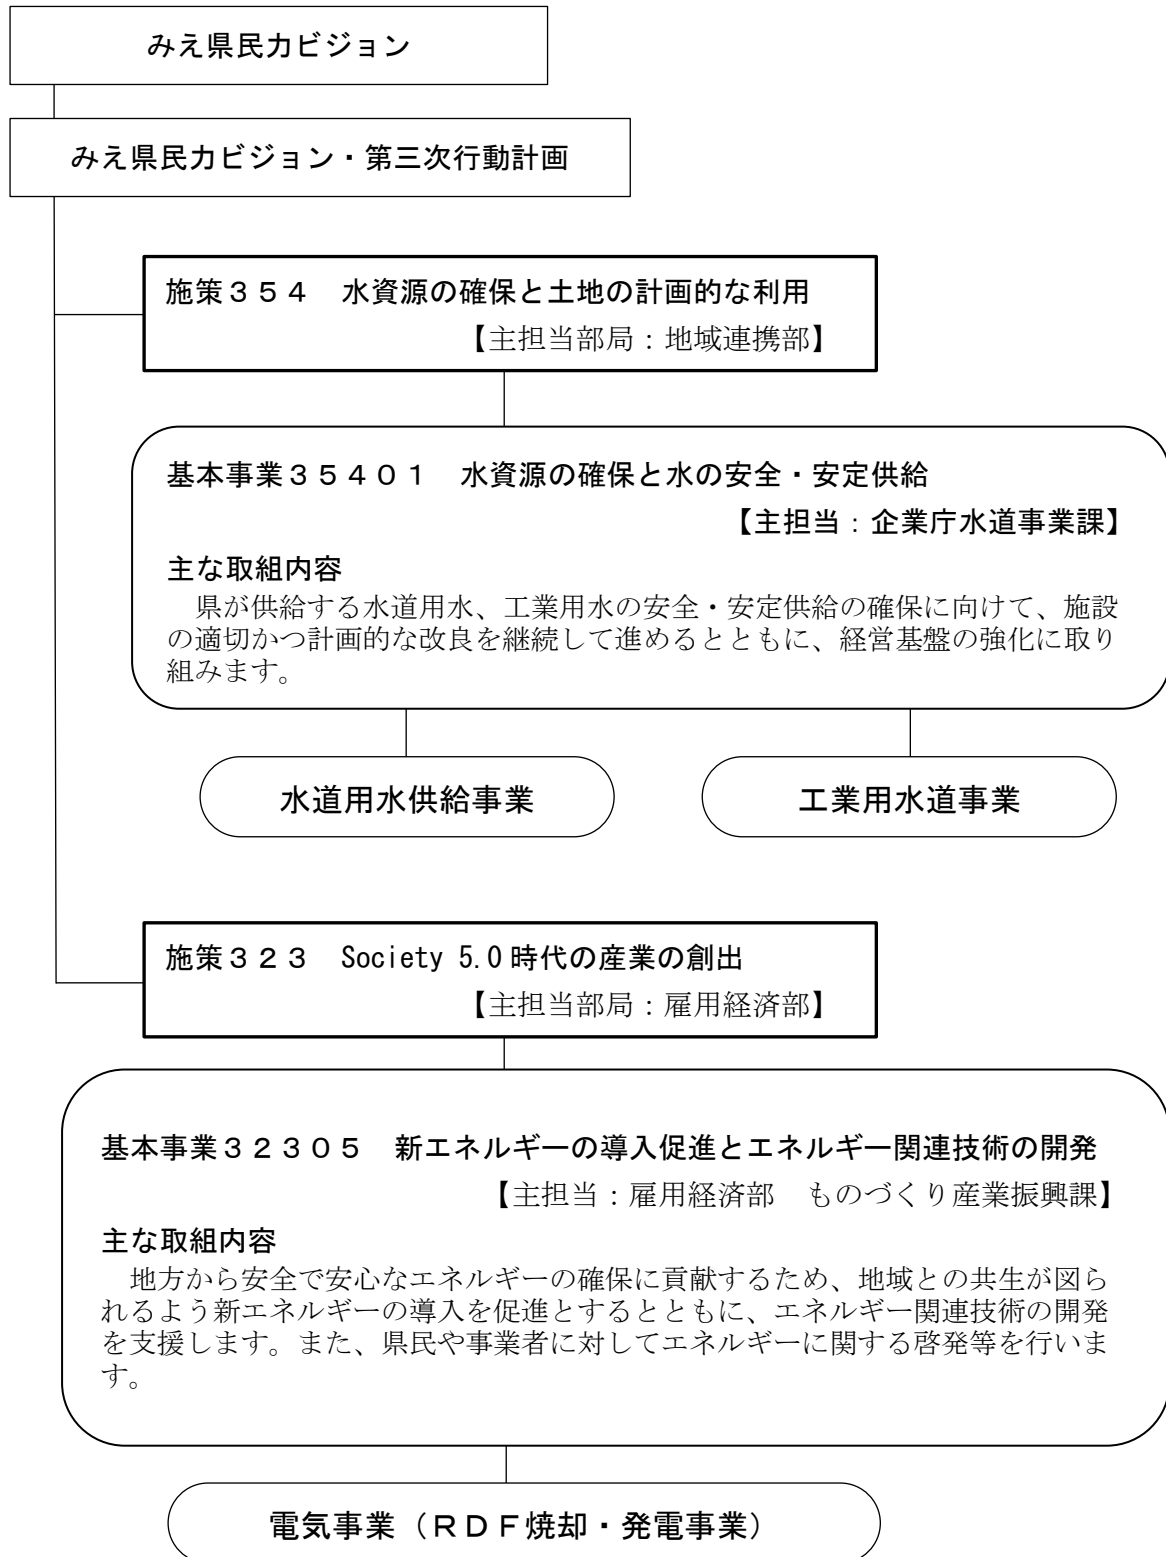 みえ県民力ビジョン
みえ県民力ビジョン・第三次行動計画
施策３５４　水資源の確保と土地の計画的な利用
【主担当部局：地域連携部】
基本事業３５４０１　水資源の確保と水の安全・安定供給
【主担当：企業庁水道事業課】
主な取組内容
　県が供給する水道用水、工業用水の安全・安定供給の確保に向けて、施設
の適切かつ計画的な改良を継続して進めるとともに、経営基盤の強化に取り
組みます。
水道用水供給事業
工業用水道事業
施策３２３　Society 5.0時代の産業の創出
【主担当部局：雇用経済部】
基本事業３２３０５　新エネルギーの導入促進とエネルギー関連技術の開発
【主担当：雇用経済部　ものづくり産業振興課】
主な取組内容
　地方から安全で安心なエネルギーの確保に貢献するため、地域との共生が図ら
れるよう新エネルギーの導入を促進とするとともに、エネルギー関連技術の開発
を支援します。また、県民や事業者に対してエネルギーに関する啓発等を行いま
す。
電気事業（ＲＤＦ焼却・発電事業）